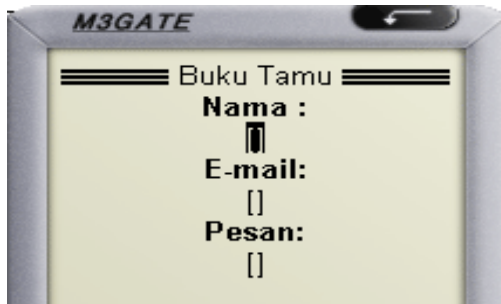 M3GATE
Buku Tamu
Nama :
[]
E-mail:
[]
Pesan:
[]